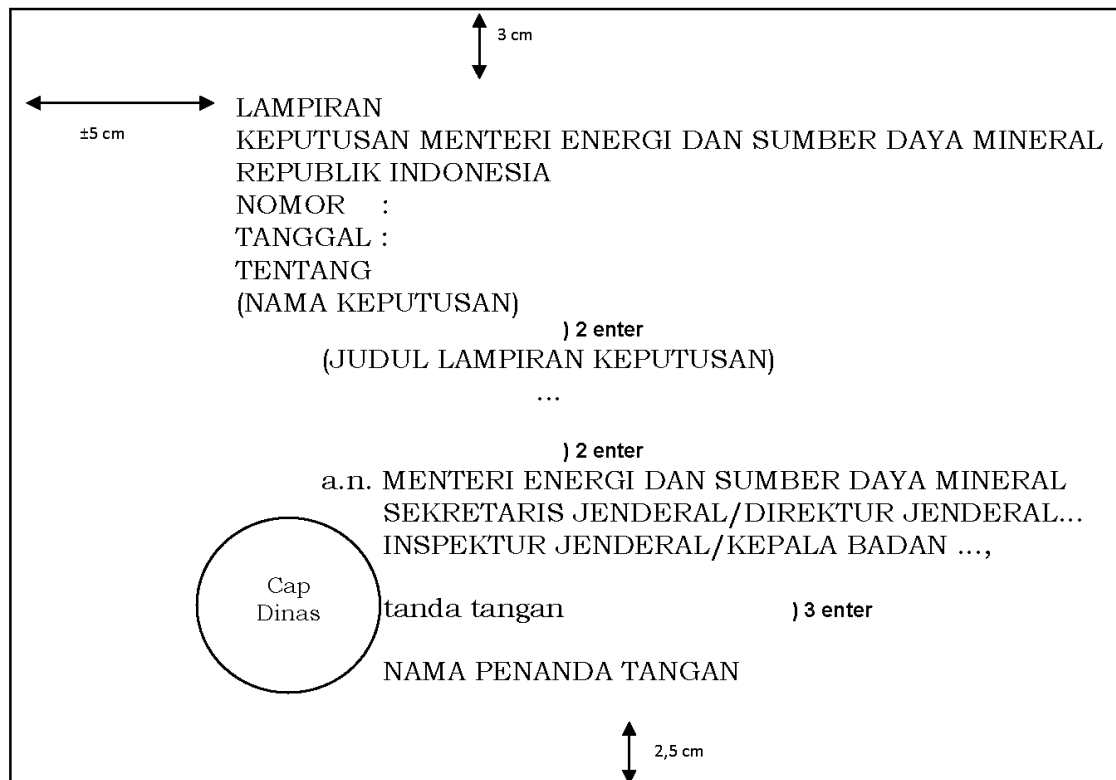 3 cm
±5 cm
LAMPIRAN
KEPUTUSAN MENTERI ENERGI DAN SUMBER DAYA MINERAL
REPUBLIK INDONESIA
NOMOR :
TANGGAL :
TENTANG
(NAMA KEPUTUSAN)
) 2 enter
(JUDUL LAMPIRAN KEPUTUSAN)
...
) 2 enter
a.n. MENTERI ENERGI DAN SUMBER DAYA MINERAL
SEKRETARIS JENDERAL/DIREKTUR JENDERAL...
INSPEKTUR JENDERAL/KEPALA BADAN ...,
Cap
Dinas
tanda tangan ) 3 enter
NAMA PENANDA TANGAN
2,5 cm